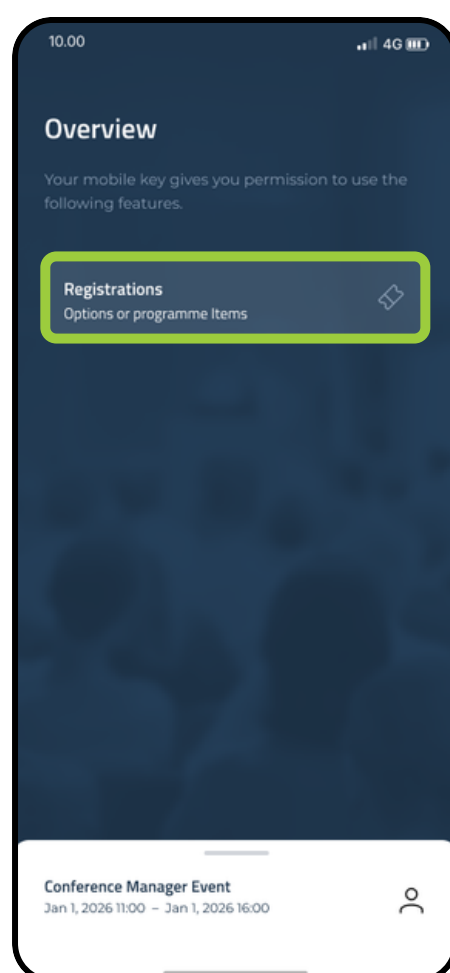 10.00
4G
Overview
Your mobile key gives you permission to use the
following features.
Registrations
Options or programme Items
Conference Manager Event
Jan 1, 2026 11:00 – Jan 1, 2026 16:00